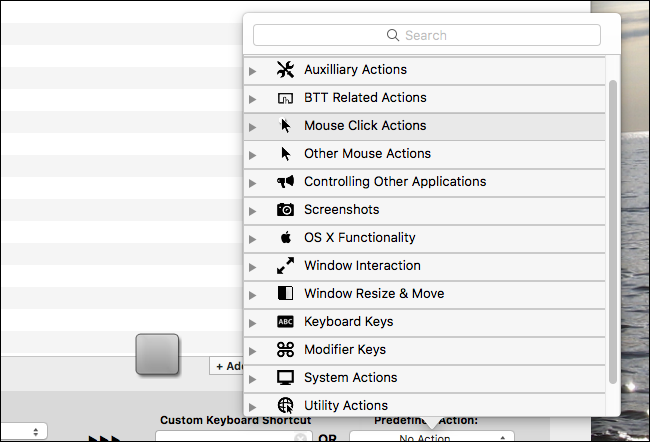 Search
Auxilliary Actions
BTT Related Actions
Mouse Click Actions
Other Mouse Actions
Controlling Other Applications
Screenshots
OS X Functionality
Window Interaction
Window Resize & Move
ABC Keyboard Keys
Modifier Keys
System Actions
Utility Actions
+ Add
Custom Keyboard Shortcut
OR
Predefined Action:
No Action